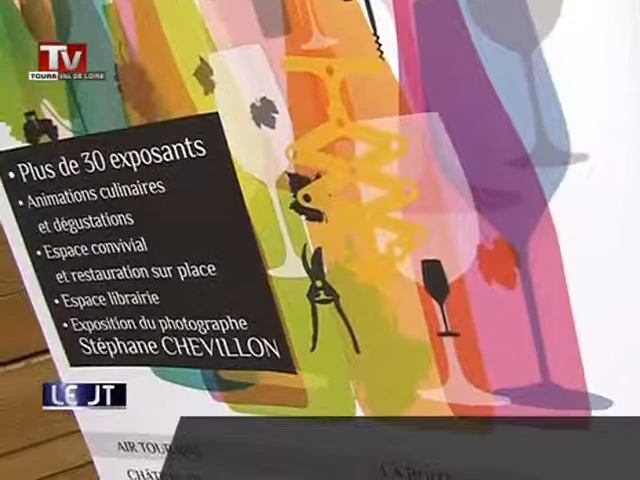 TV
TOURS VAL DE LOIRE
• Plus de 30 exposants
• Animations culinaires
et dégustations
• Espace convivial
et restauration sur place
• Espace librairie
• Exposition du photographe
Stéphane CHEVILLON
LE JT
AIR